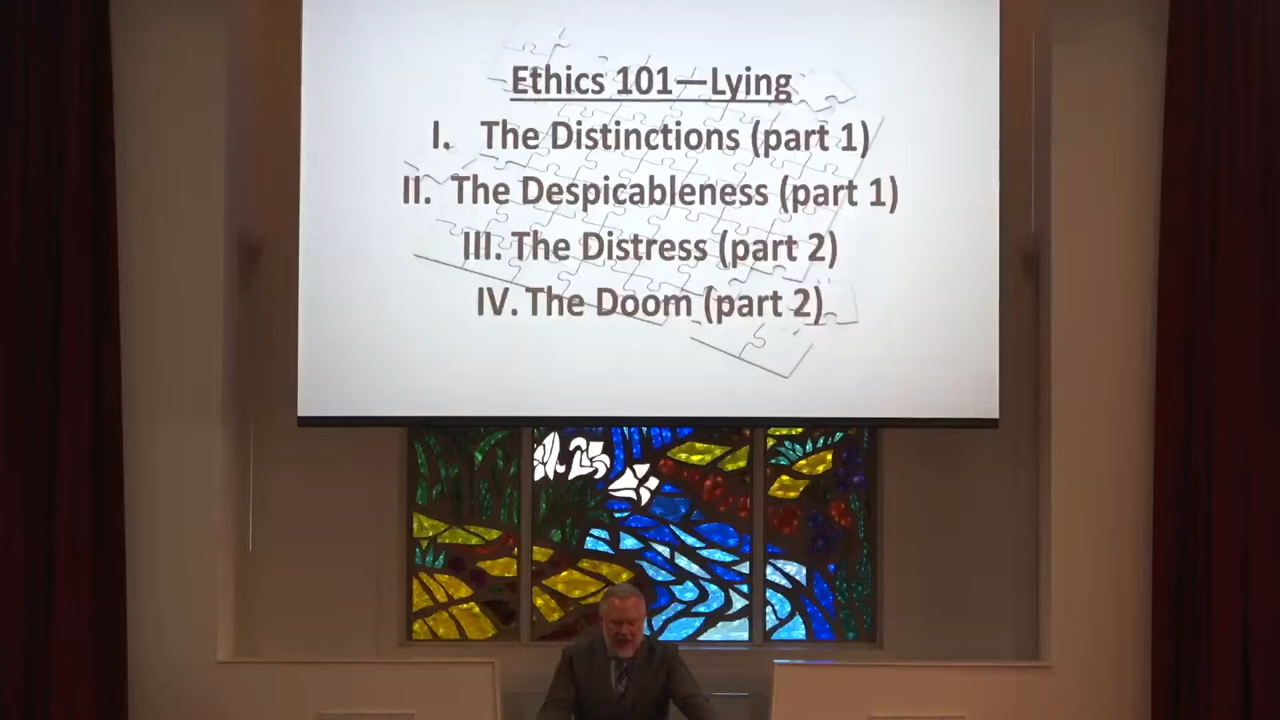 Ethics 101—Lying
I. The Distinctions (part 1)
II. The Despicableness (part 1)
III. The Distress (part 2)
IV. The Doom (part 2)